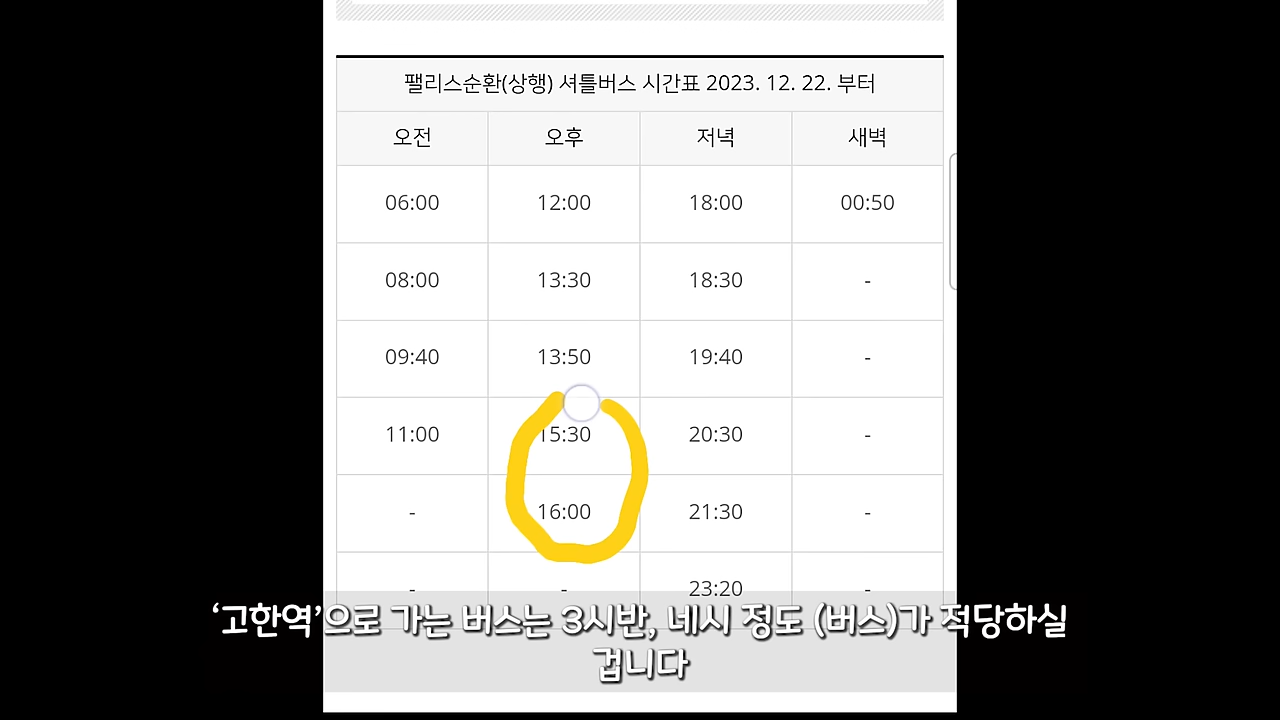 팰리스순환(상행) 셔틀버스 시간표 2023. 12. 22. 부터
오전 오후 저녁 새벽
06:00 12:00 18:00 00:50
08:00 13:30 18:30 -
09:40 13:50 19:40 -
11:00 15:30 20:30 -
- 16:00 21:30 -
- - 23:20 -
‘고한역’으로 가는 버스는 3시반, 네시 정도 (버스)가 적당하실
겁니다